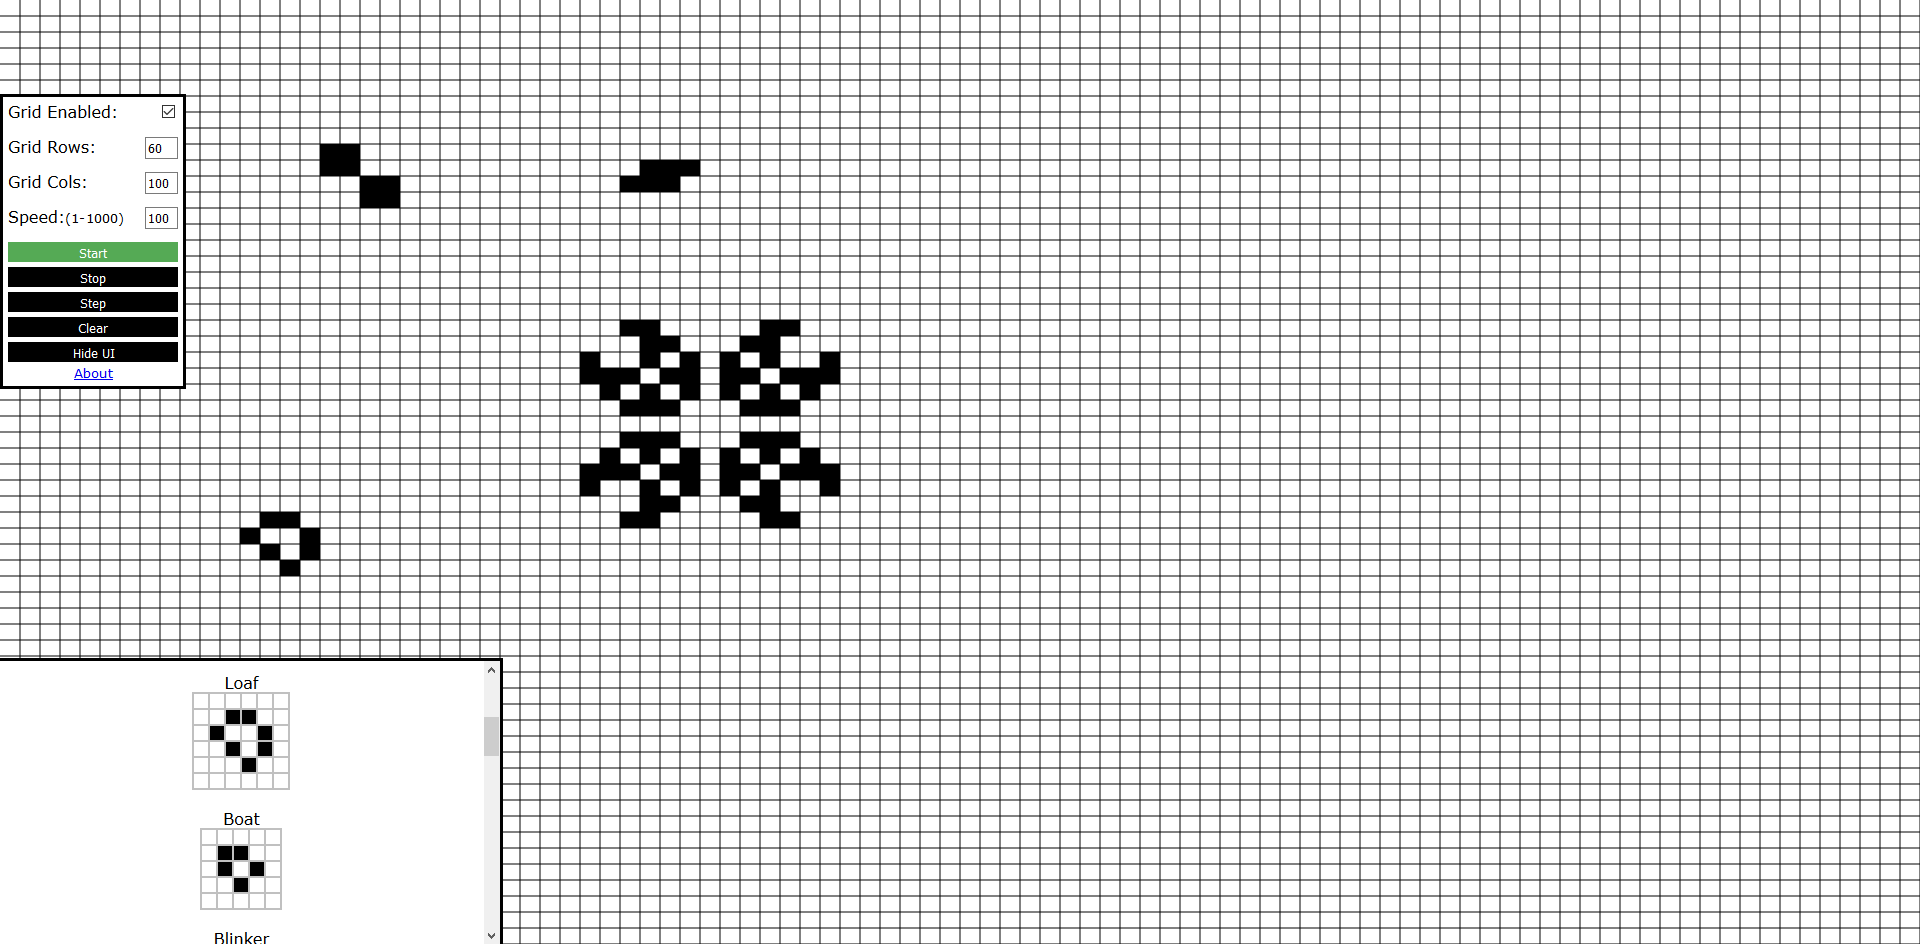 Grid Enabled:
Grid Rows: 60
Grid Cols: 100
Speed:(1-1000) 100
Start
Stop
Step
Clear
Hide UI
About
Loaf
Boat
Blinker